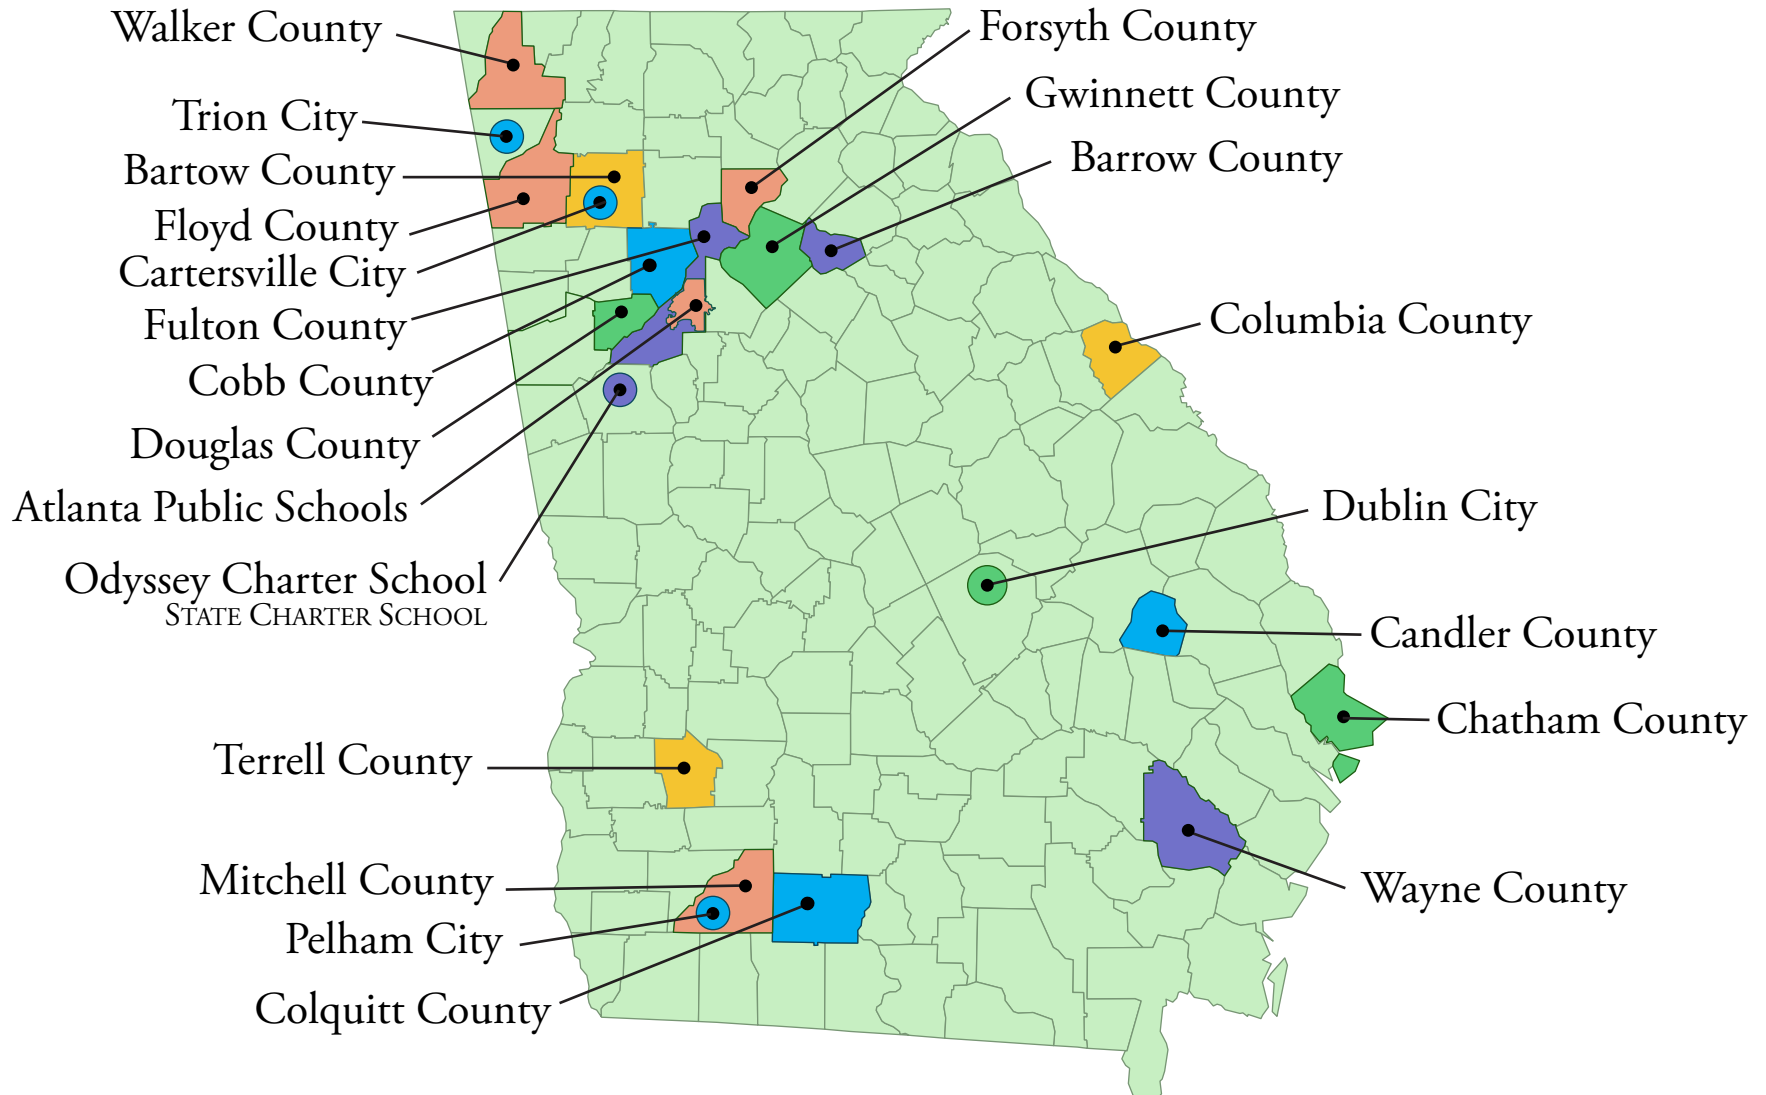 Walker County
Trion City
Bartow County
Floyd County
Cartersville City
Fulton County
Cobb County
Douglas County
Atlanta Public Schools
Odyssey Charter School
STATE CHARTER SCHOOL
Terrell County
Mitchell County
Pelham City
Colquitt County
Forsyth County
Gwinnett County
Barrow County
Columbia County
Dublin City
Candler County
Chatham County
Wayne County